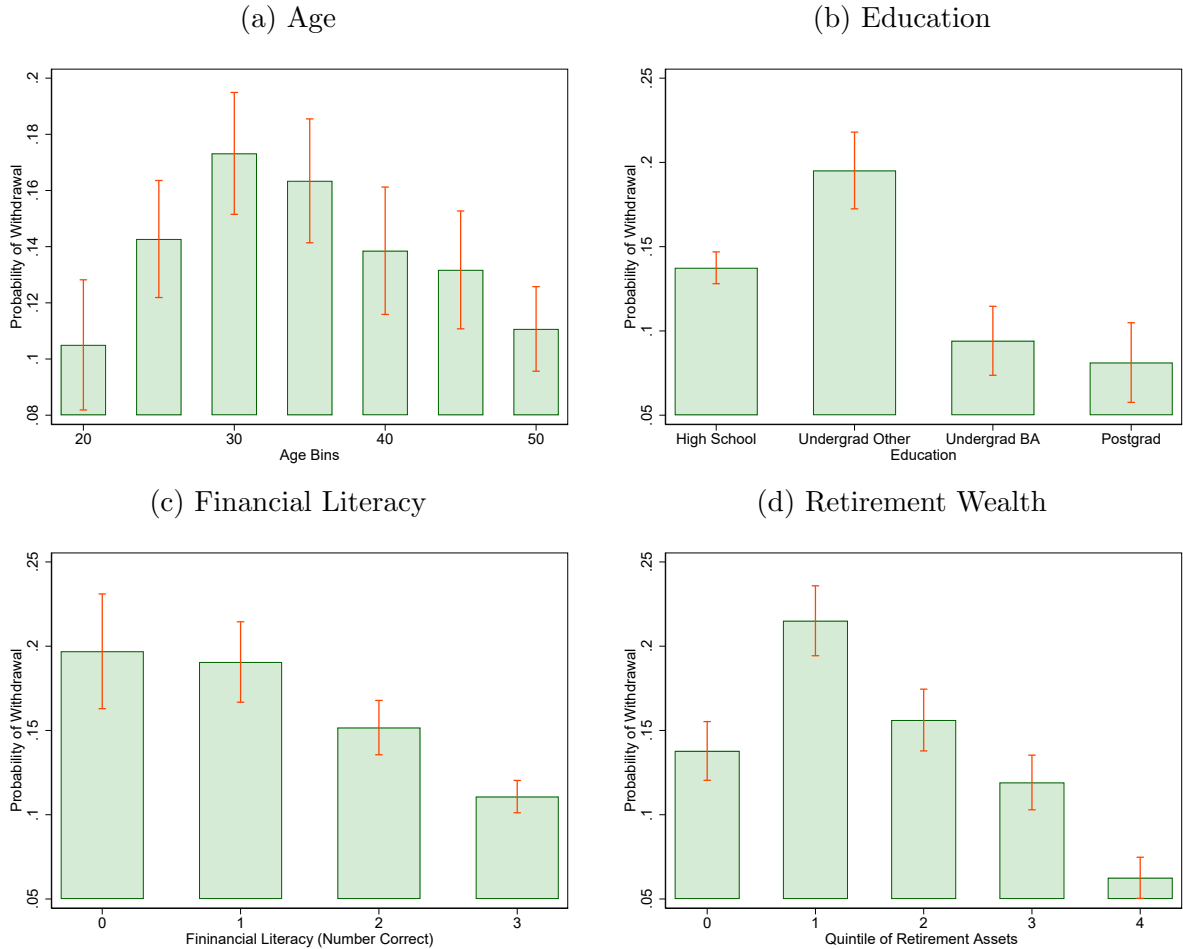 (a) Age
Probability of Withdrawal
.2
.18
.16
.14
.12
.1
.08
20
30
40
50
Age Bins
(b) Education
Probability of Withdrawal
.25
.2
.15
.1
.05
High School
Undergrad Other
Undergrad BA
Postgrad
Education
(c) Financial Literacy
Probability of Withdrawal
.25
.2
.15
.1
.05
0
1
2
3
Fininancial Literacy (Number Correct)
(d) Retirement Wealth
Probability of Withdrawal
.25
.2
.15
.1
.05
0
1
2
3
4
Quintile of Retirement Assets